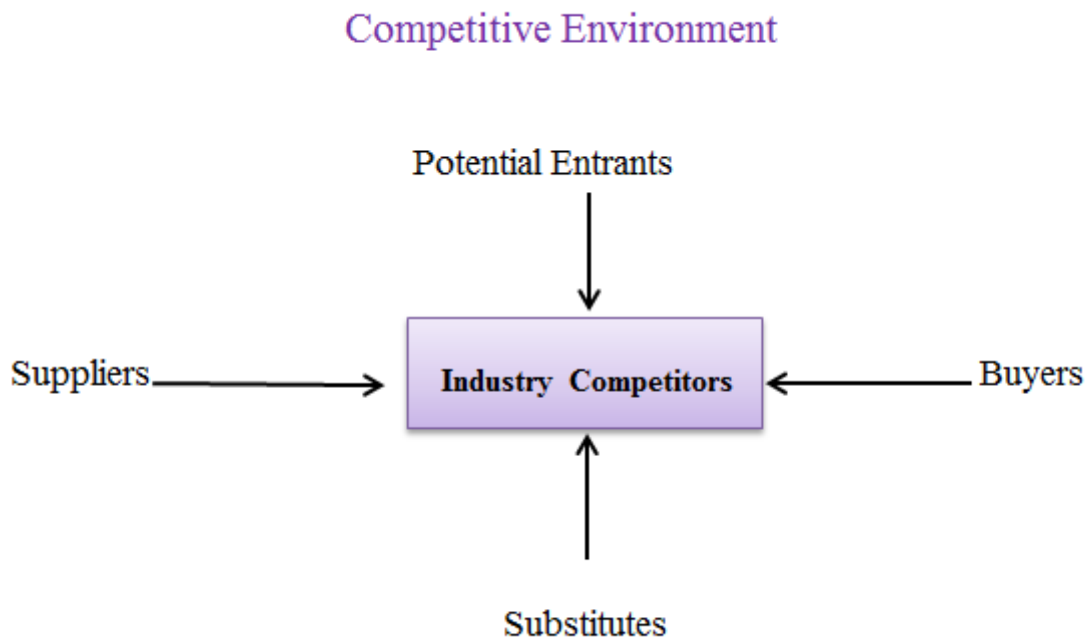 Competitive Environment
Potential Entrants
Suppliers
Industry Competitors
Buyers
Substitutes